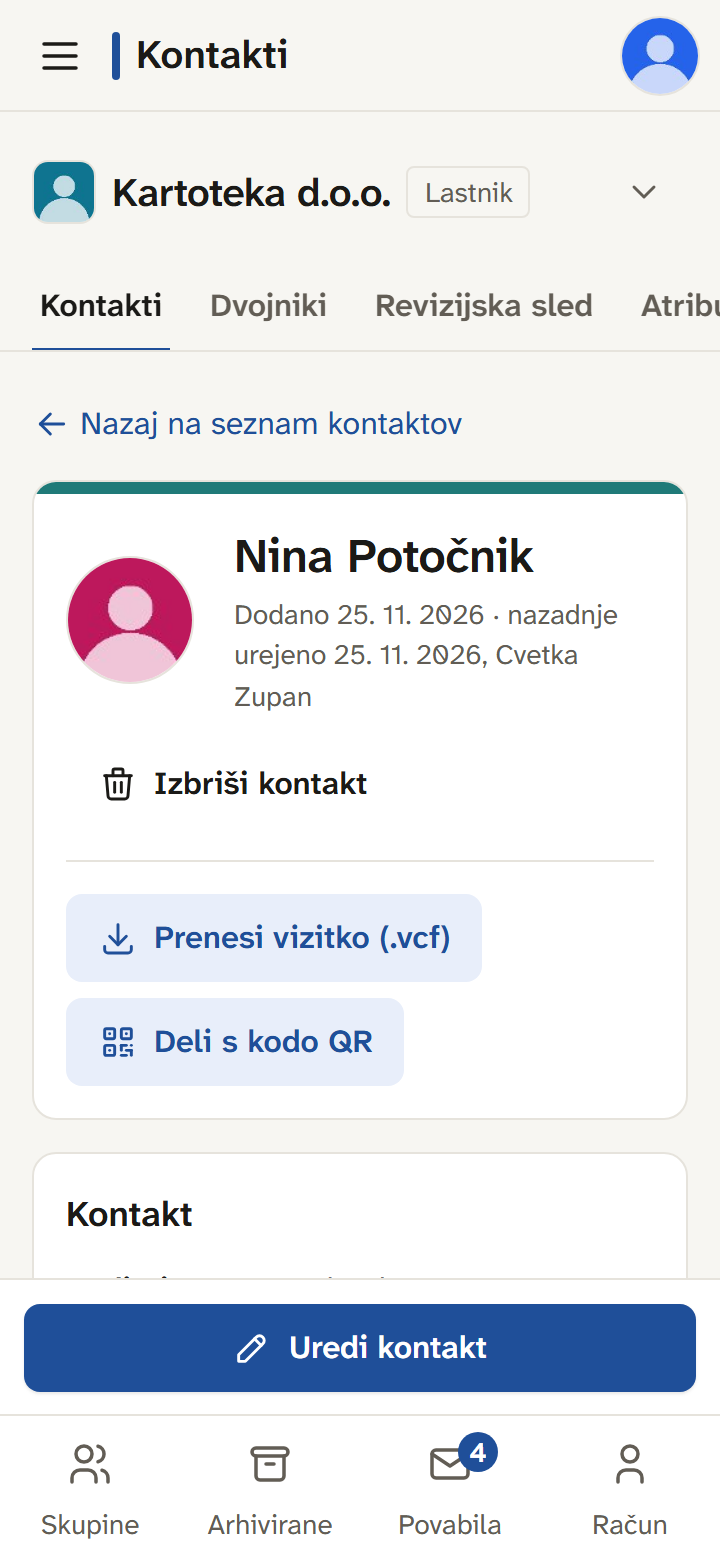 Kontakti
Kartoteka d.o.o. Lastnik
Kontakti Dvojniki Revizijska sled
Nazaj na seznam kontaktov
Nina Potočnik
Dodano 25. 11. 2026 · nazadnje
urejeno 25. 11. 2026, Cvetka
Zupan
Izbriši kontakt
Prenesi vizitko (.vcf)
Deli s kodo QR
Kontakt
Uredi kontakt
4
Skupine Arhivirane Povabila Račun